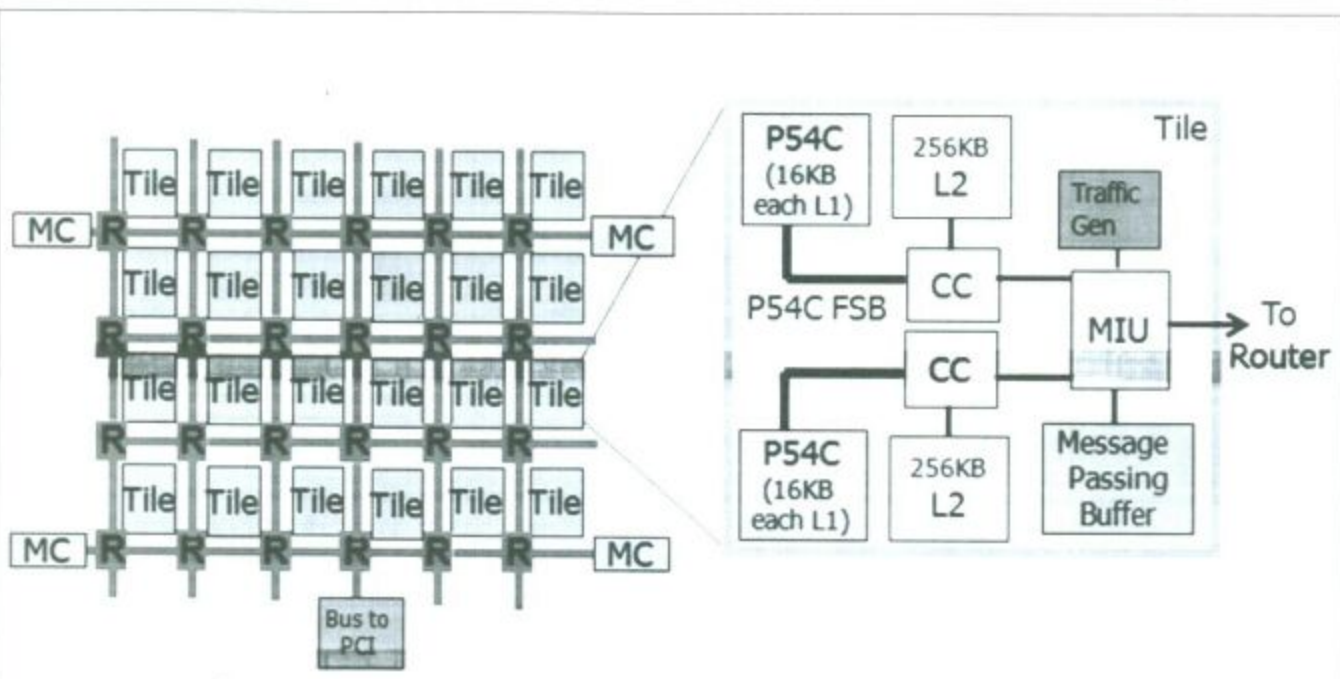 Tile Tile Tile Tile Tile Tile
MC R R R R R R MC
Tile Tile Tile Tile Tile Tile
R R R R R R
Tile Tile Tile Tile Tile Tile
R R R R R R
Tile Tile Tile Tile Tile Tile
MC R R R R R R MC
Bus to
PCI
Tile
P54C
(16KB
each L1)
256KB
L2
Traffic
Gen
CC
P54C FSB
MIU
To
Router
CC
P54C
(16KB
each L1)
256KB
L2
Message
Passing
Buffer